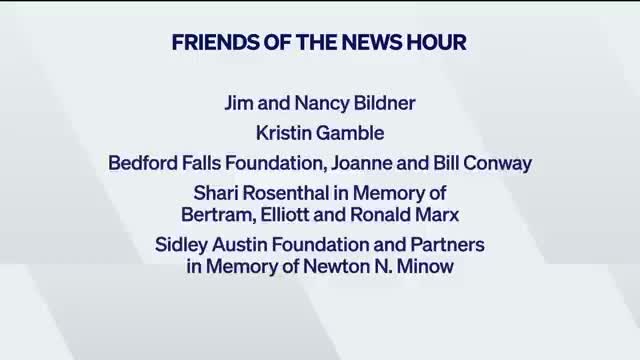 FRIENDS OF THE NEWS HOUR
Jim and Nancy Bildner
Kristin Gamble
Bedford Falls Foundation, Joanne and Bill Conway
Shari Rosenthal in Memory of
Bertram, Elliott and Ronald Marx
Sidley Austin Foundation and Partners
in Memory of Newton N. Minow